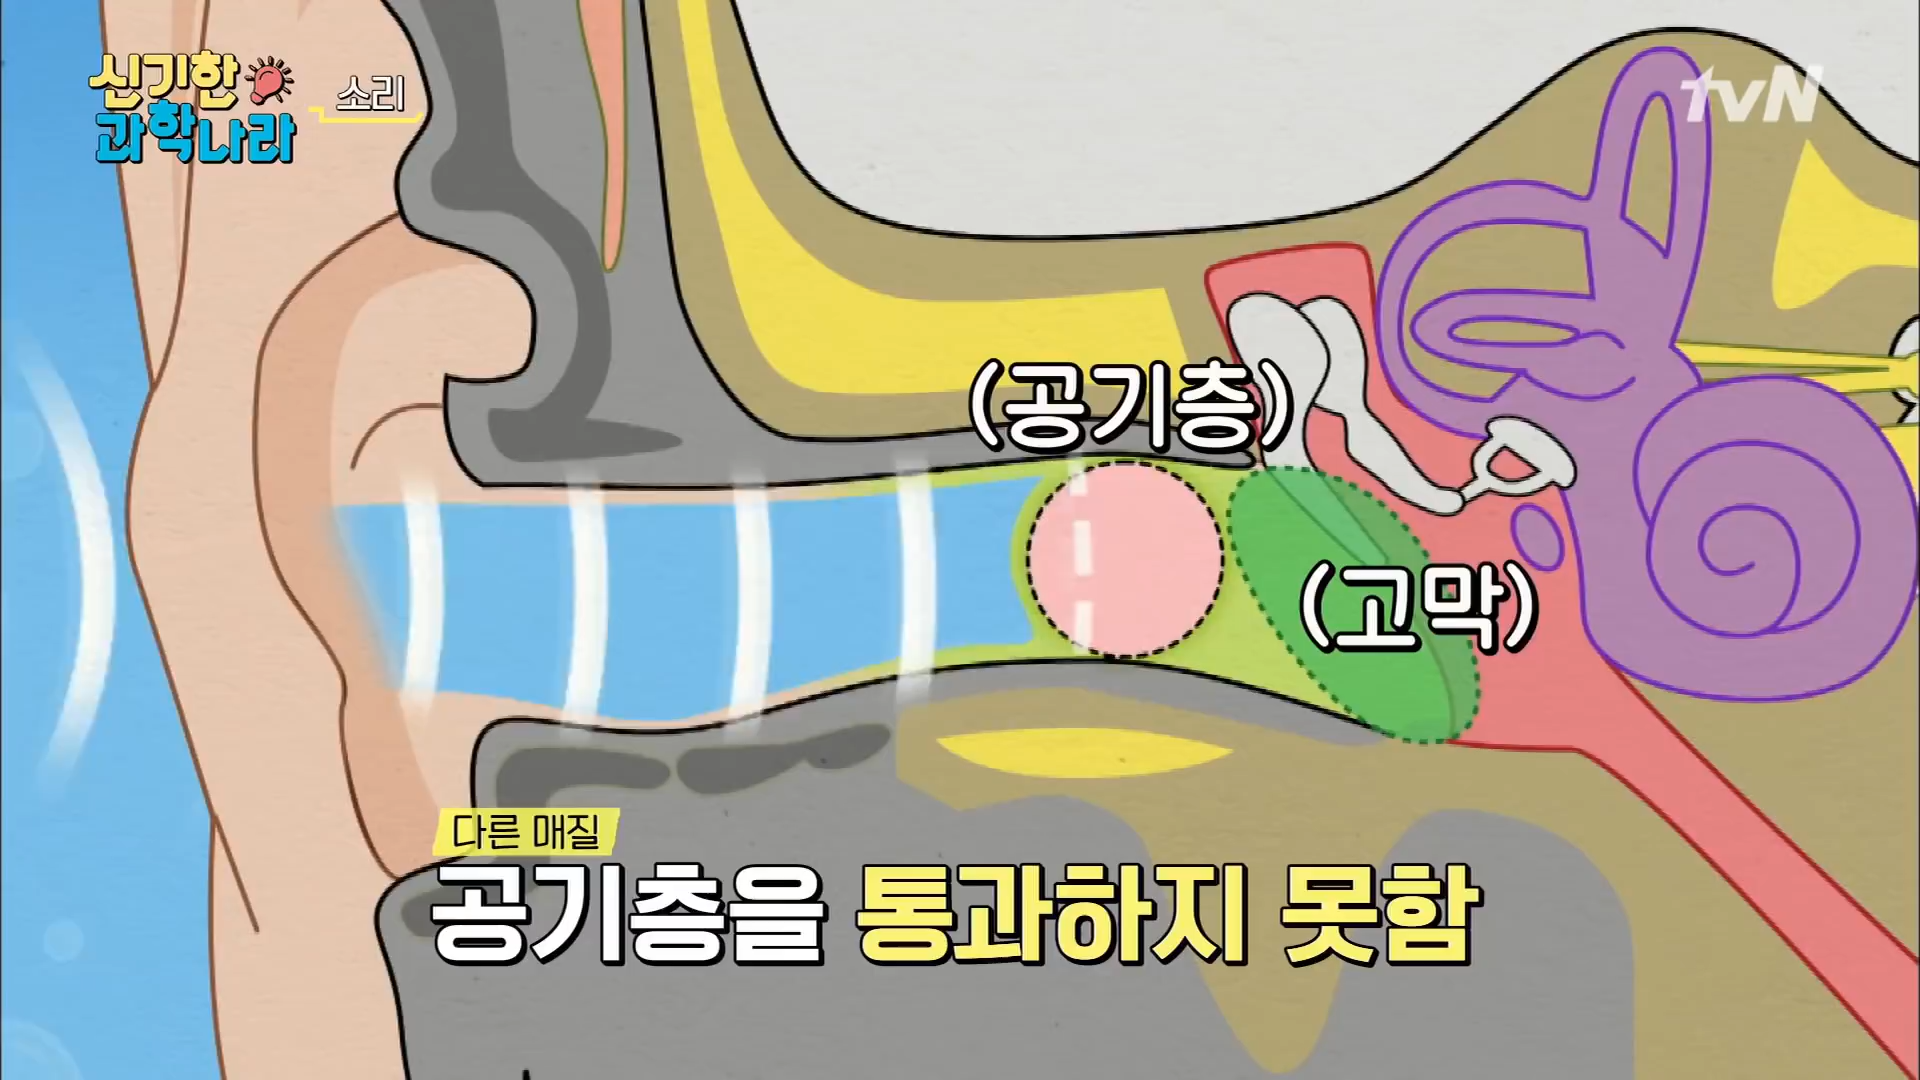 신기한
과학나라
소리
tvN
(공기층)
(고막)
다른 매질
공기층을 통과하지 못함